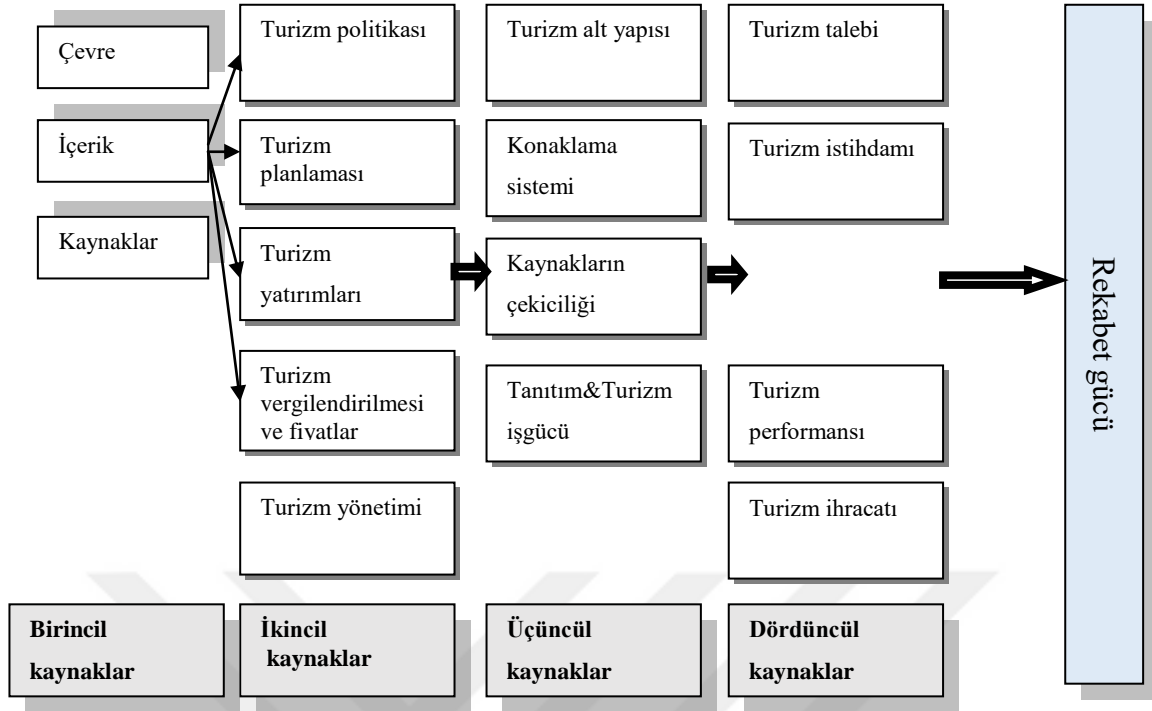 Çevre
İçerik
Kaynaklar
Turizm politikası
Turizm
planlaması
Turizm
yatırımları
Turizm
vergilendirilmesi
ve fivatlar
Turizm yönetimi
Turizm alt yapısı
Konaklama
sistemi
Kaynakların
çekiciliği
Tanıtım&Turizm
işgücü
Turizm talebi
Turizm istihdamı
Turizm
performansı
Turizm ihracatı
Rekabet gücü
Birincil
kaynaklar
İkincil
kaynaklar
Üçüncül
kaynaklar
Dördüncül
kaynaklar